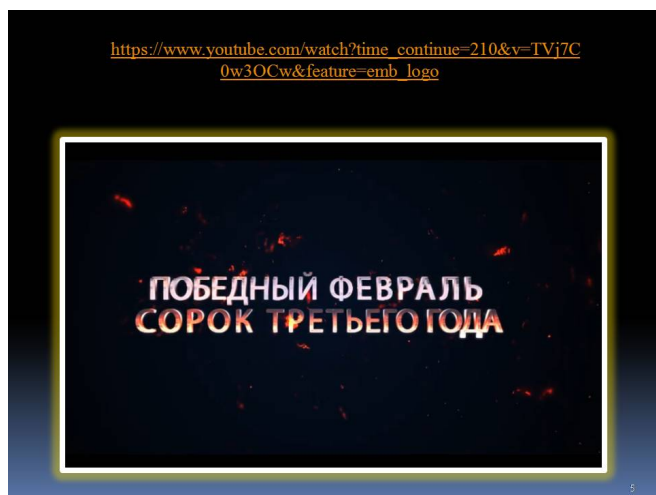 https://www.youtube.com/watch?time_continue=210&v=TVj7C
0w3OCw&feature=emb_logo
ПОБЕДНЫЙ ФЕВРАЛЬ
СОРОК ТРЕТЬЕГО ГОДА
5